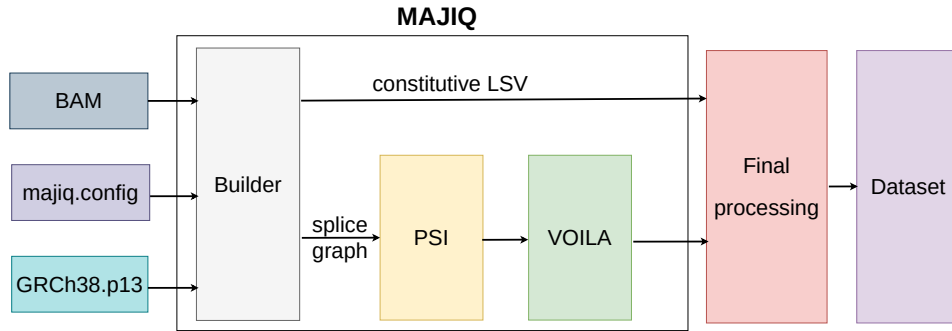 MAJIQ
BAM
majiq.config
GRCh38.p13
Builder
constitutive LSV
splice
graph
PSI
VOILA
Final
processing
Dataset